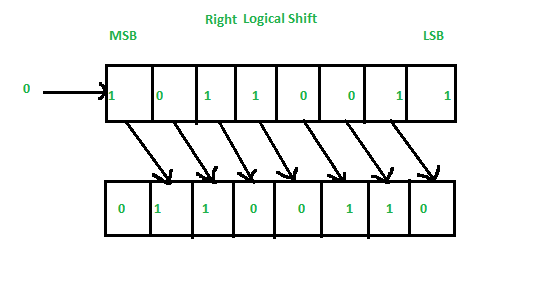 Right Logical Shift
MSB LSB
0 1 0 1 1 0 0 1 1
0 1 1 0 0 1 1 0